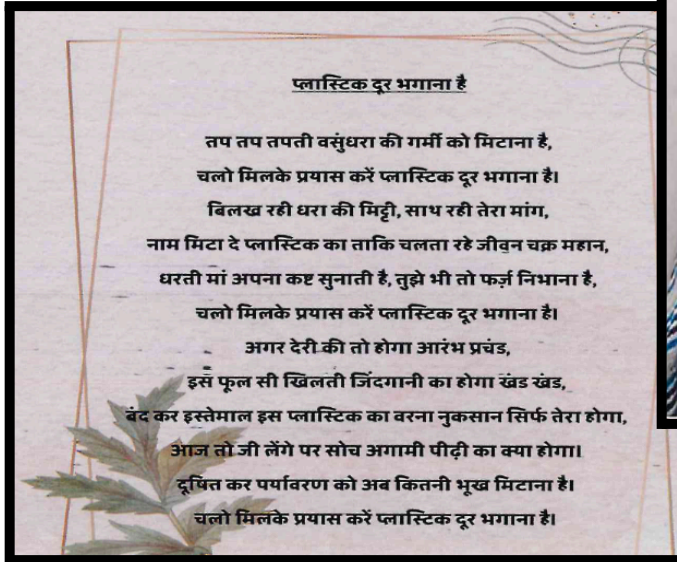 प्लास्टिक दूर भगाना है
तप तप तपती वसुंधरा की गर्मी को मिटाना है,
चलो मिलके प्रयास करें प्लास्टिक दूर भगाना है।
बिलख रही धरा की मिट्टी, साथ रही तेरा मांग,
नाम मिटा दे प्लास्टिक का ताकि चलता रहे जीवन चक्र महान,
धरती मां अपना कष्ट सुनाती है, तुझे भी तो फर्ज़ निभाना है,
चलो मिलके प्रयास करें प्लास्टिक दूर भगाना है।
अगर देरी की तो होगा आरंभ प्रचंड,
इस फूल सी खिलती जिंदगानी का होगा खंड खंड,
बंद कर इस्तेमाल इस प्लास्टिक का वरना नुकसान सिर्फ तेरा होगा,
आज तो जी लेंगे पर सोच अगामी पीढ़ी का क्या होगा।
दूषित कर पर्यावरण को अब कितनी भूख मिटाना है।
चलो मिलके प्रयास करें प्लास्टिक दूर भगाना है।